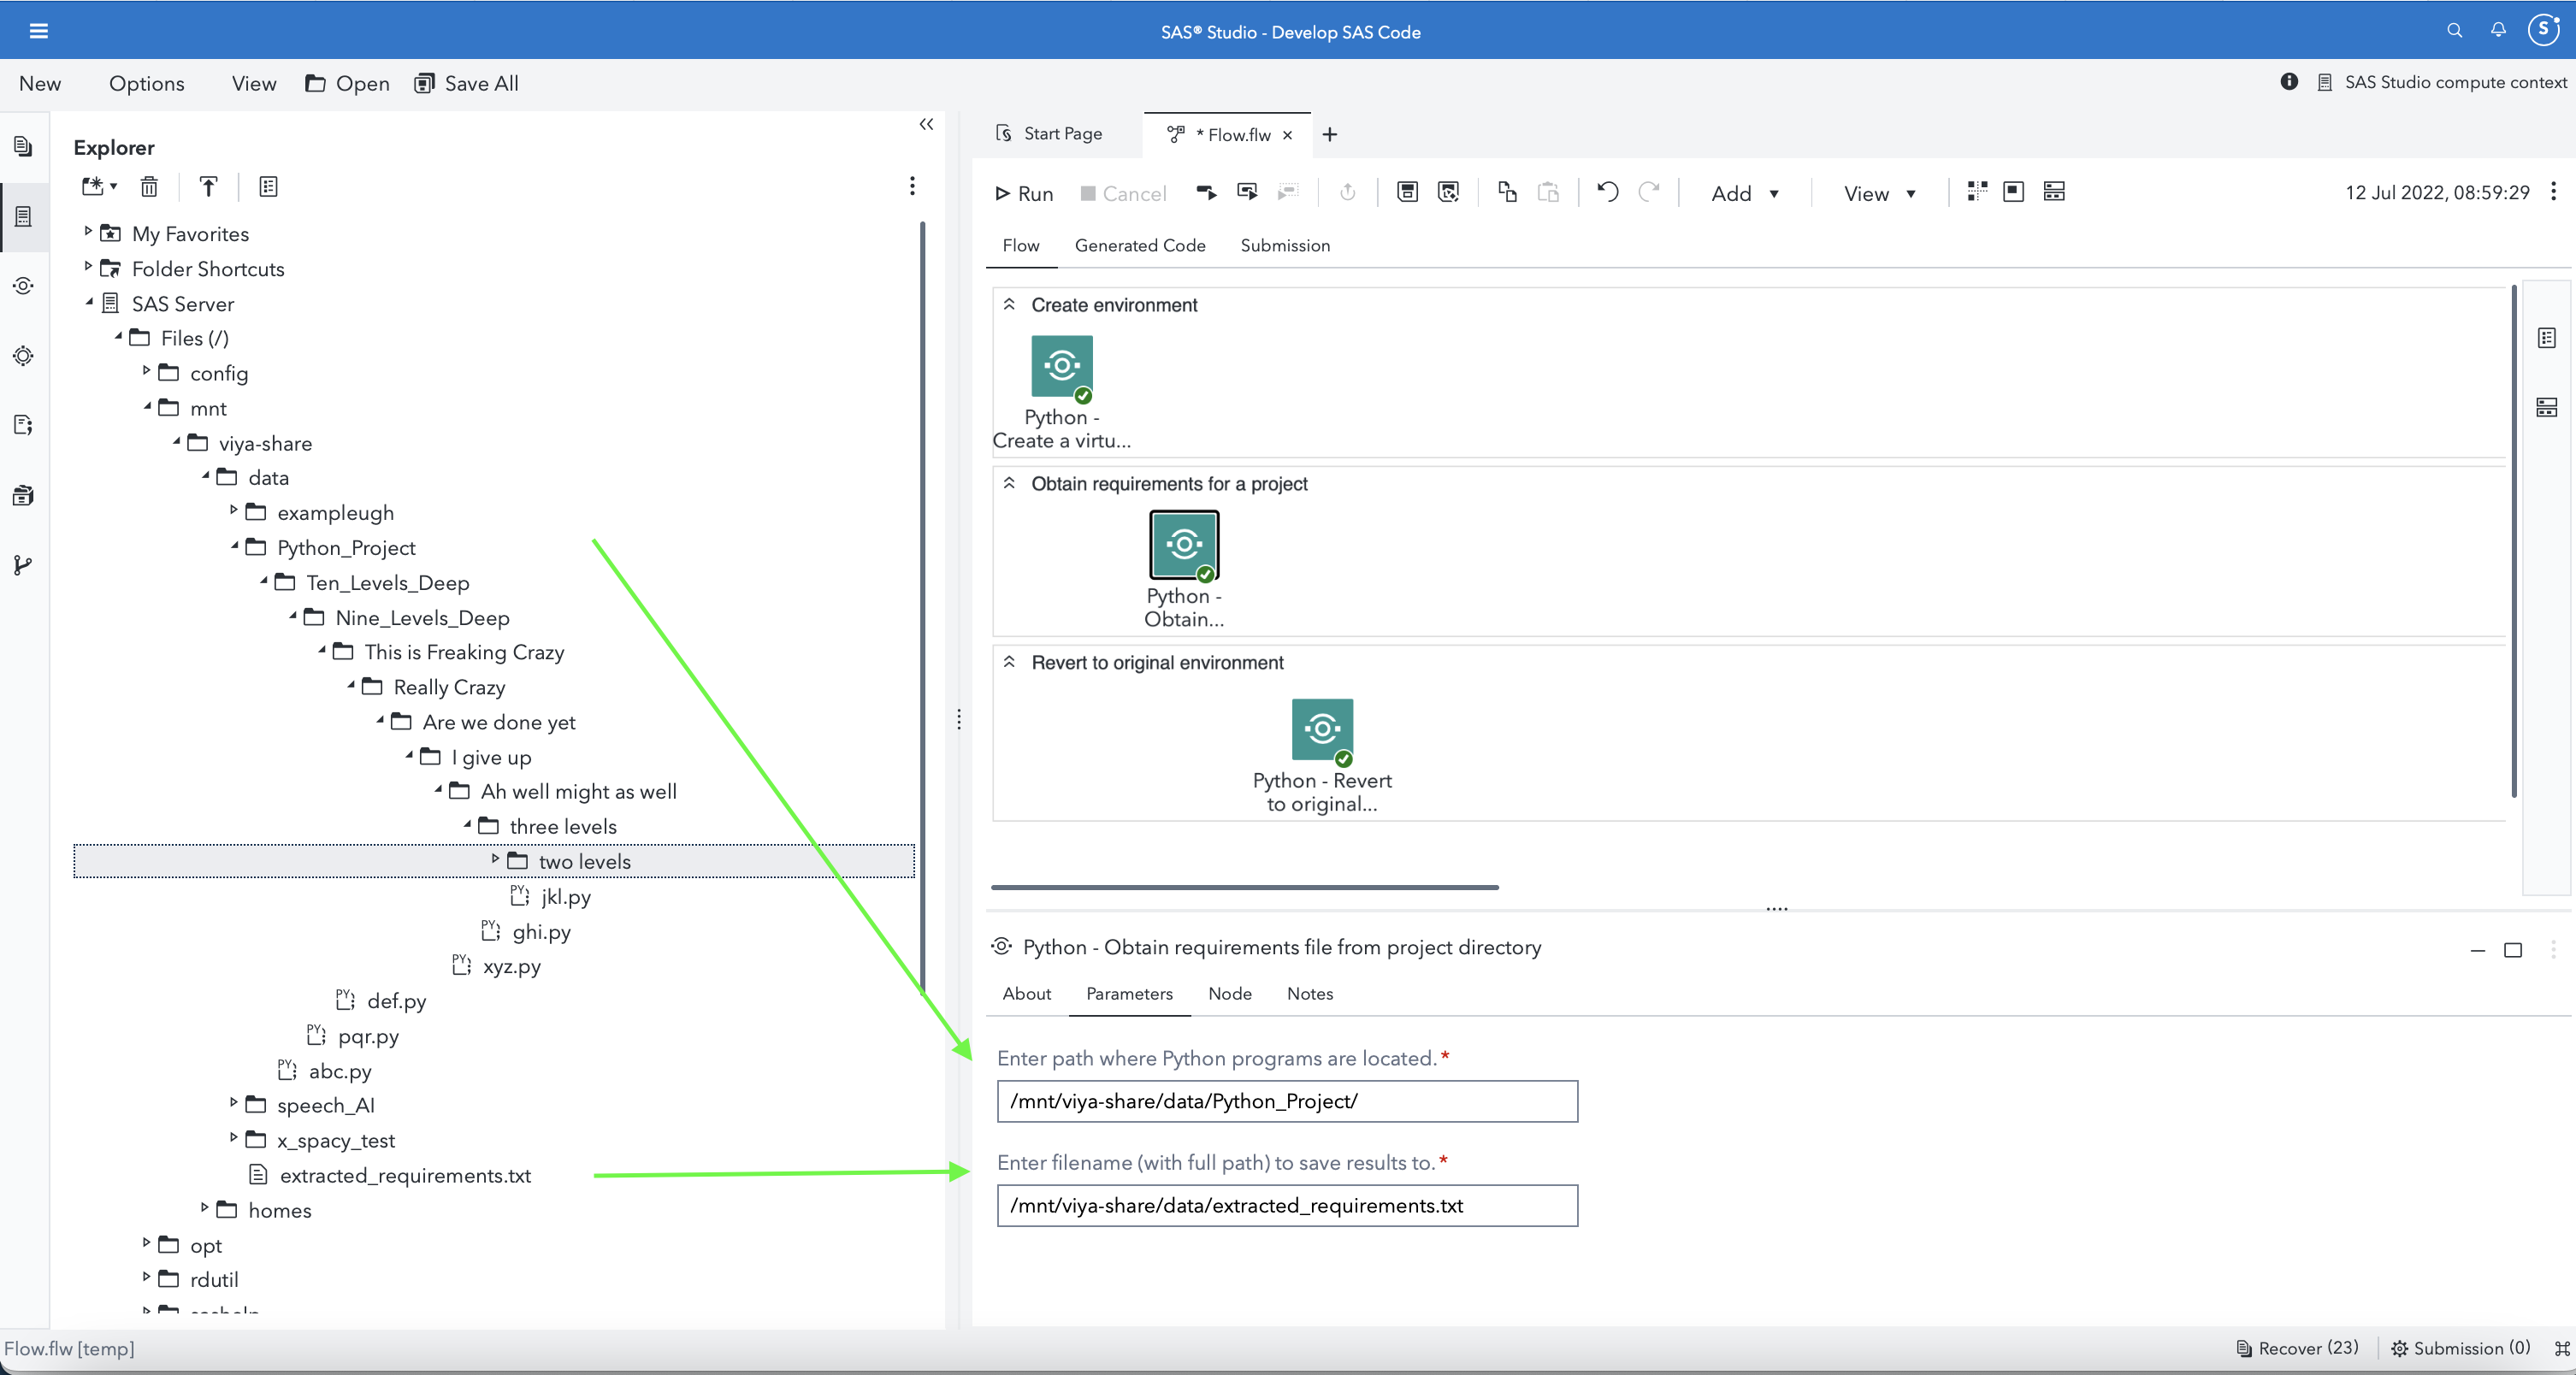 SAS® Studio - Develop SAS Code
S
New Options View Open Save All
SAS Studio compute context
Explorer
My Favorites
Folder Shortcuts
SAS Server
Files (/)
config
mnt
viya-share
data
exampleugh
Python_Project
Ten_Levels_Deep
Nine_Levels_Deep
This is Freaking Crazy
Really Crazy
Are we done yet
I give up
Ah well might as well
three levels
two levels
PY jkl.py
PY ghi.py
PY xyz.py
PY def.py
PY pqr.py
PY abc.py
speech_AI
x_spacy_test
extracted_requirements.txt
homes
opt
rdutil
Start Page
* Flow.flw
Run Cancel Add View 12 Jul 2022, 08:59:29
Flow Generated Code Submission
Create environment
Python -
Create a virtu...
Obtain requirements for a project
Python -
Obtain...
Revert to original environment
Python - Revert
to original...
Python - Obtain requirements file from project directory
About Parameters Node Notes
Enter path where Python programs are located.*
/mnt/viya-share/data/Python_Project/
Enter filename (with full path) to save results to.*
/mnt/viya-share/data/extracted_requirements.txt
Flow.flw [temp]
Recover (23) Submission (0)